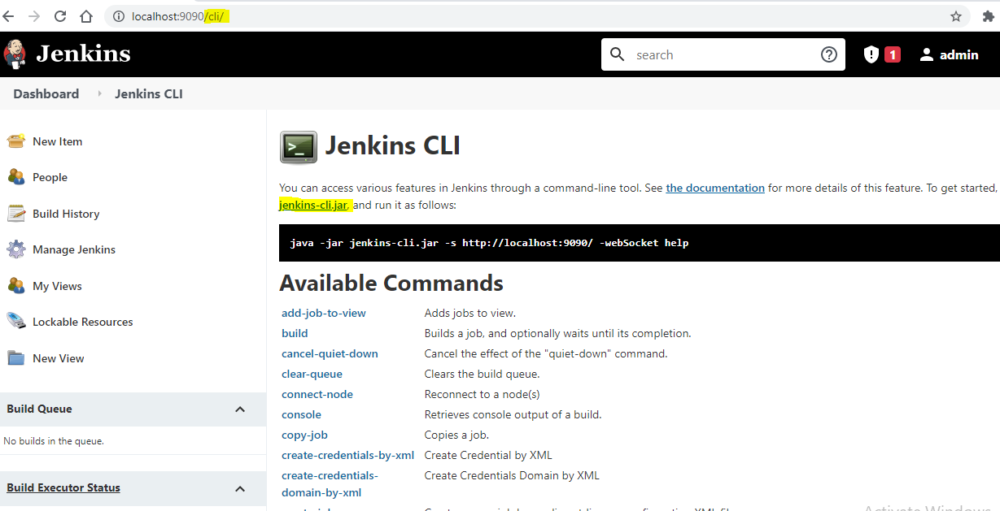 localhost:9090/cli/
Jenkins
search
1
admin
Dashboard
Jenkins CLI
New Item
People
Build History
Manage Jenkins
My Views
Lockable Resources
New View
Build Queue
No builds in the queue.
Build Executor Status
Jenkins CLI
You can access various features in Jenkins through a command-line tool. See the documentation for more details of this feature. To get started,
jenkins-cli.jar, and run it as follows:
java -jar jenkins-cli.jar -s http://localhost:9090/ -webSocket help
Available Commands
add-job-to-view Adds jobs to view.
build Builds a job, and optionally waits until its completion.
cancel-quiet-down Cancel the effect of the "quiet-down" command.
clear-queue Clears the build queue.
connect-node Reconnect to a node(s)
console Retrieves console output of a build.
copy-job Copies a job.
create-credentials-by-xml Create Credential by XML
create-credentials- Create Credentials Domain by XML
domain-by-xml
Activate Windows